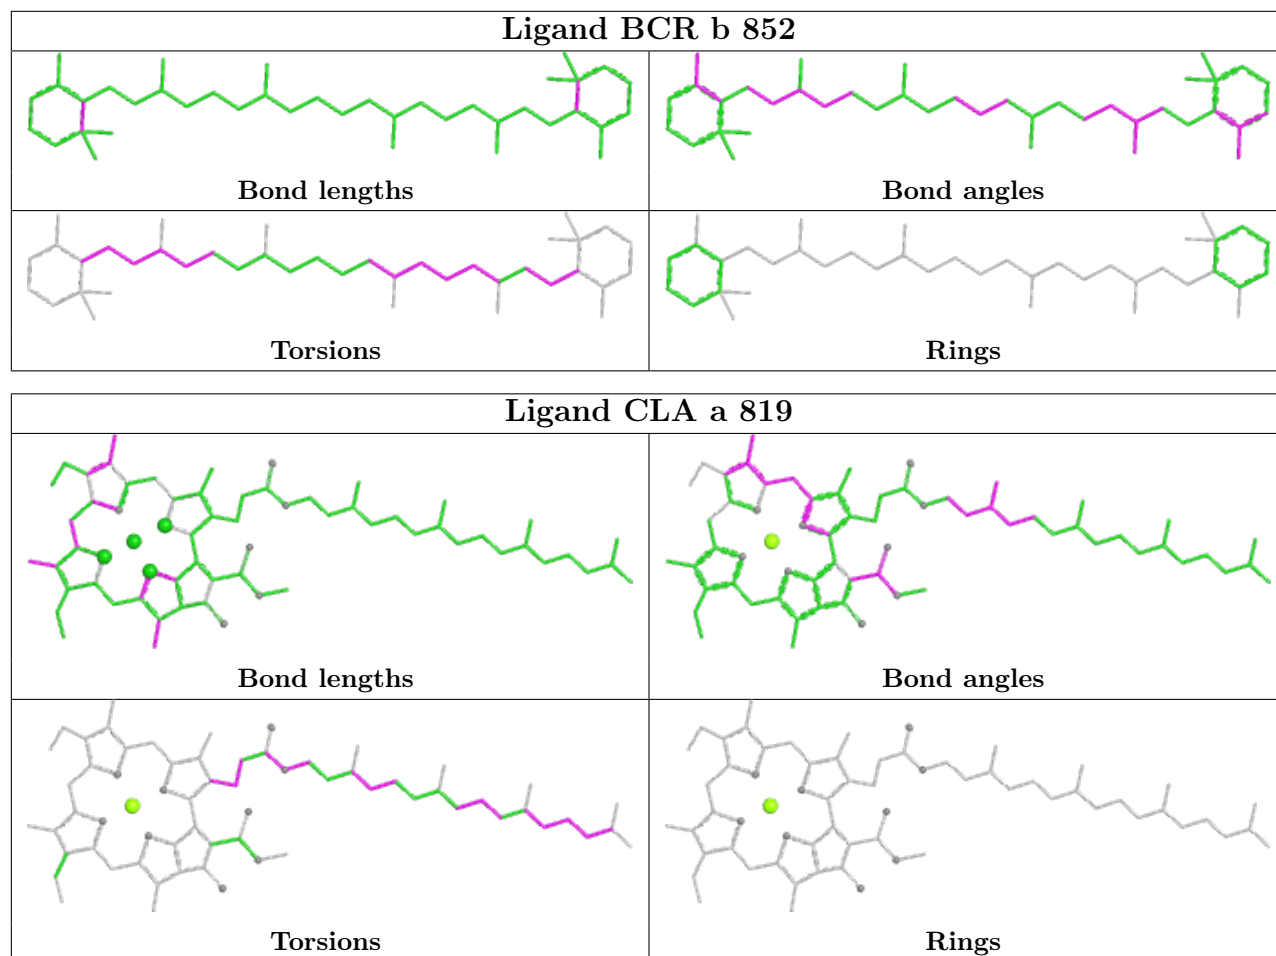 Ligand BCR b 852
Bond lengths
Bond angles
Torsions
Rings
Ligand CLA a 819
Bond lengths
Bond angles
Torsions
Rings